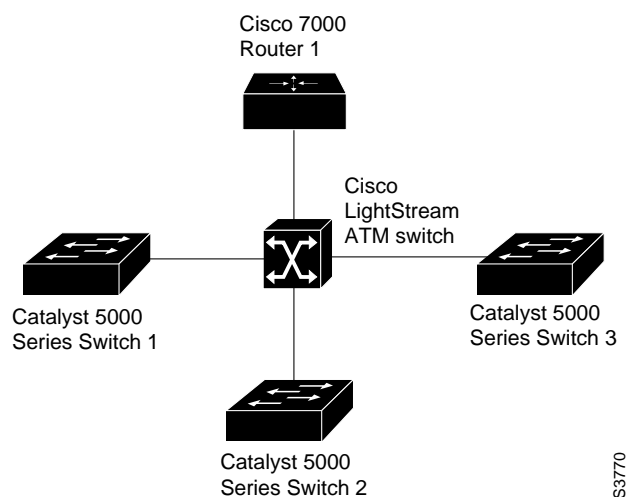 Cisco 7000
Router 1
Cisco
LightStream
ATM switch
Catalyst 5000
Series Switch 1
Catalyst 5000
Series Switch 3
Catalyst 5000
Series Switch 2
S3770